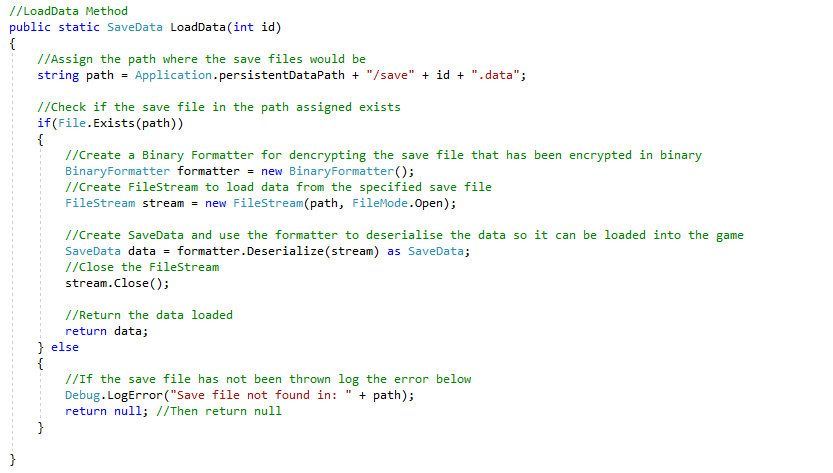 //LoadData Method
public static SaveData LoadData(int id)
{
//Assign the path where the save files would be
string path = Application.persistentDataPath + "/save" + id + ".data";
//Check if the save file in the path assigned exists
if(File.Exists(path))
{
//Create a Binary Formatter for dencrypting the save file that has been encrypted in binary
BinaryFormatter formatter = new BinaryFormatter();
//Create FileStream to load data from the specified save file
FileStream stream = new FileStream(path, FileMode.Open);
//Create SaveData and use the formatter to deserialise the data so it can be loaded into the game
SaveData data = formatter.Deserialize(stream) as SaveData;
//Close the FileStream
stream.Close();
//Return the data loaded
return data;
} else
{
//If the save file has not been thrown log the error below
Debug.LogError("Save file not found in: " + path);
return null; //Then return null
}
}